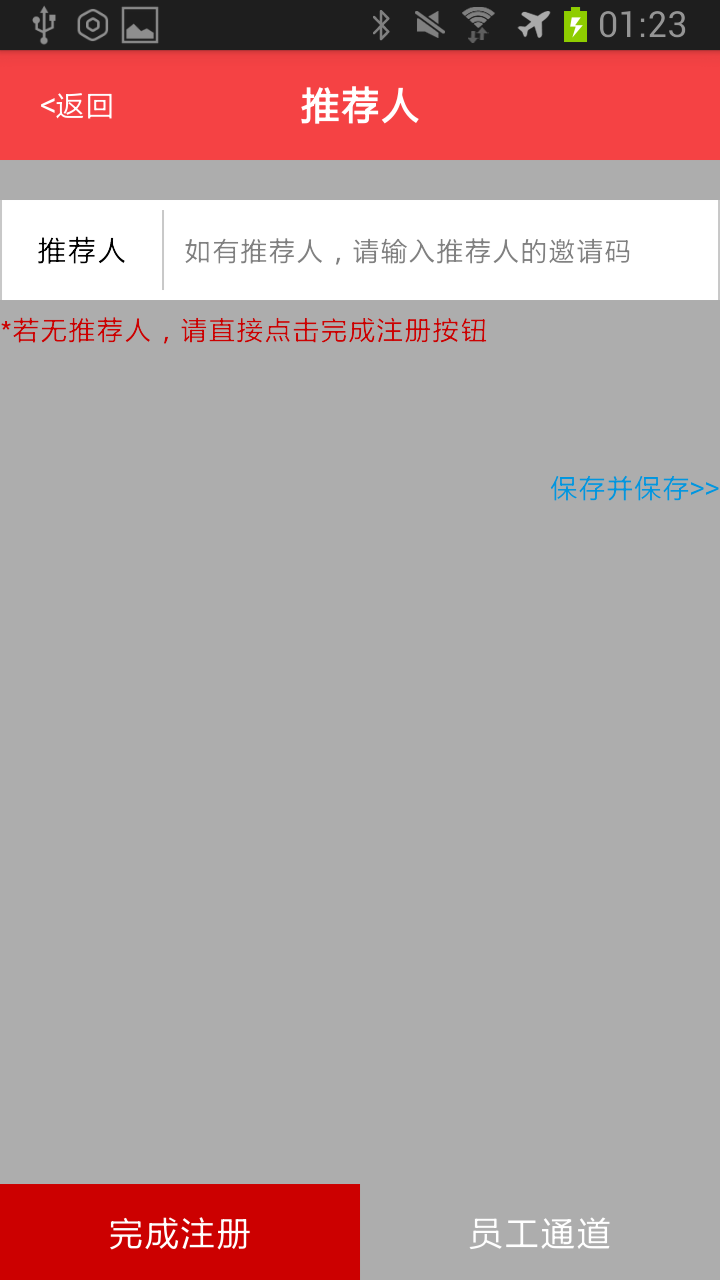 01:23
<返回
推荐人
推荐人
如有推荐人，请输入推荐人的邀请码
*若无推荐人，请直接点击完成注册按钮
保存并保存>>
完成注册
员工通道